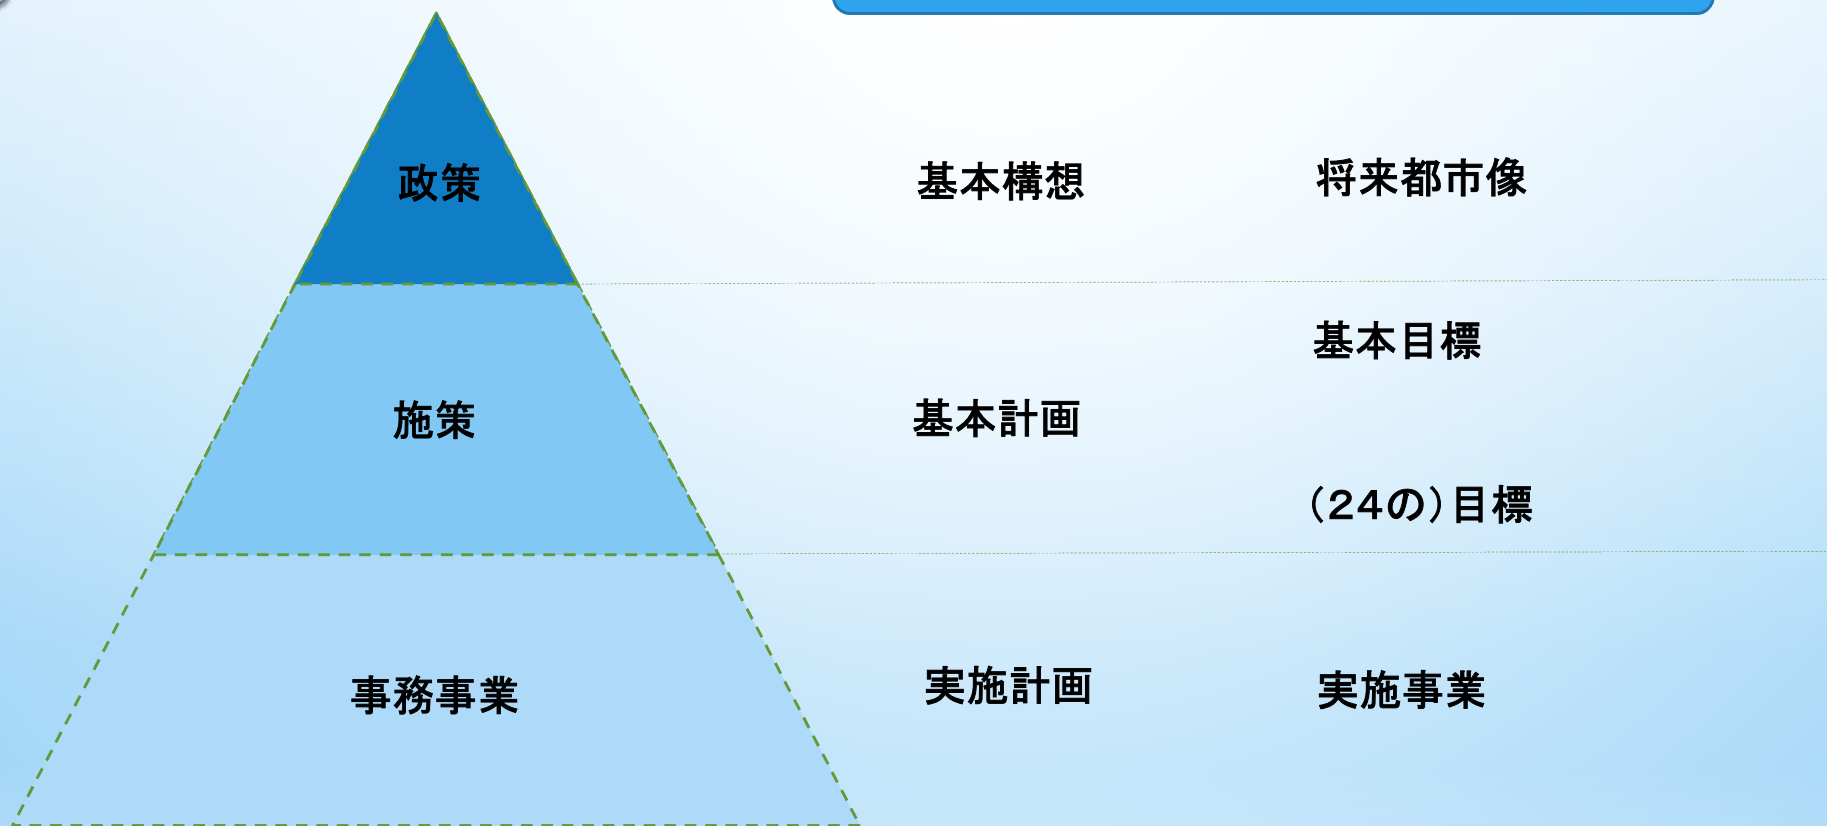 政策
基本構想
将来都市像
施策
基本計画
基本目標
（24の）目標
事務事業
実施計画
実施事業